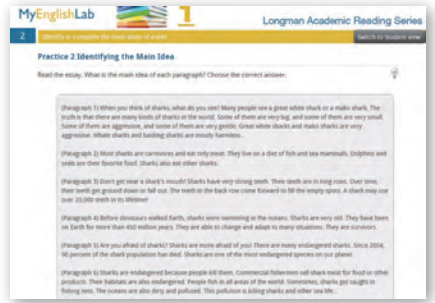 MyEnglishLab
1
Longman Academic Reading Series
2
Identify or complete the main ideas of a text
Switch to Student view
Practice 2 Identifying the Main Idea
Read the essay. What is the main idea of each paragraph? Choose the correct answer.
(Paragraph 1) When you think of sharks, what do you see? Many people see a great white shark or a mako shark. The
truth is that there are many kinds of sharks in the world. Some of them are very big, and some of them are very small.
Some of them are aggressive, and some of them are very gentle. Great white sharks and mako sharks are very
aggressive. Whale sharks and basking sharks are mostly harmless.
(Paragraph 2) Most sharks are carnivores and eat only meat. They live on a diet of fish and sea mammals. Dolphins and
seals are their favorite food. Sharks also eat other sharks.
(Paragraph 3) Don't get near a shark's mouth! Sharks have very strong teeth. Their teeth are in long rows. Over time,
their teeth get ground down or fall out. The teeth in the back row come forward to fill the empty spots. A shark may use
over 20,000 teeth in its lifetime!
(Paragraph 4) Before dinosaurs walked Earth, sharks were swimming in the oceans. Sharks are very old. They have been
on Earth for more than 450 million years. They are able to change and adapt to many situations. They are survivors.
(Paragraph 5) Are you afraid of sharks? Sharks are more afraid of you! There are many endangered sharks. Since 2004,
90 percent of the shark population has died. Sharks are one of the most endangered species on our planet.
(Paragraph 6) Sharks are endangered because people kill them. Commercial fishermen sell shark meat for food or other
products. Their habitats are also endangered. People fish in all areas of the world. Sometimes, sharks get caught in
fishing nets. The oceans are also dirty and polluted. This pollution is killing sharks and other sea life.